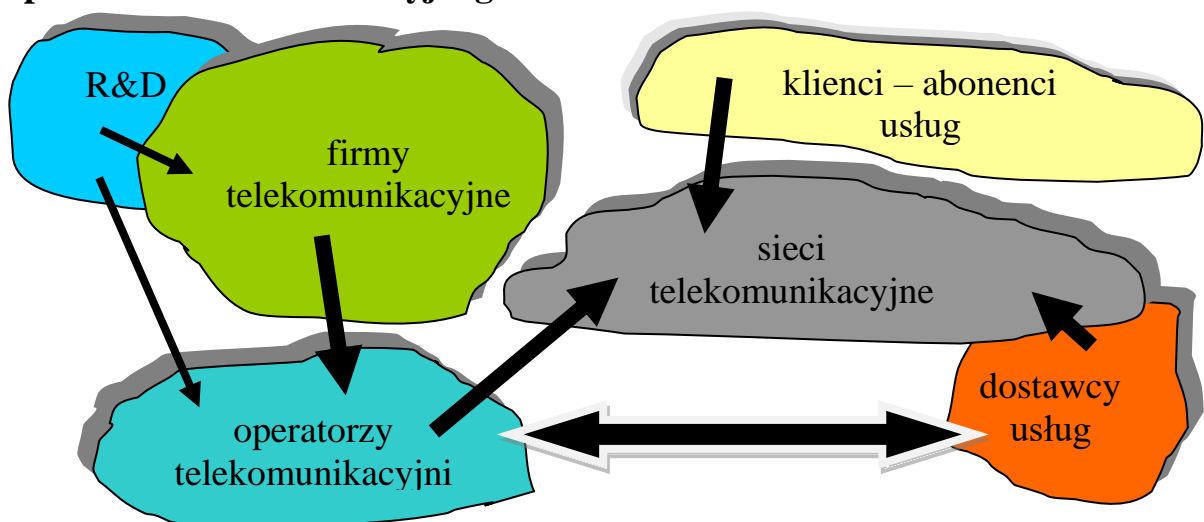 R&D
firmy
telekomunikacyjne
klienci – abonenci
usług
sieci
telekomunikacyjne
operatorzy
telekomunikacyjni
dostawcy
usług